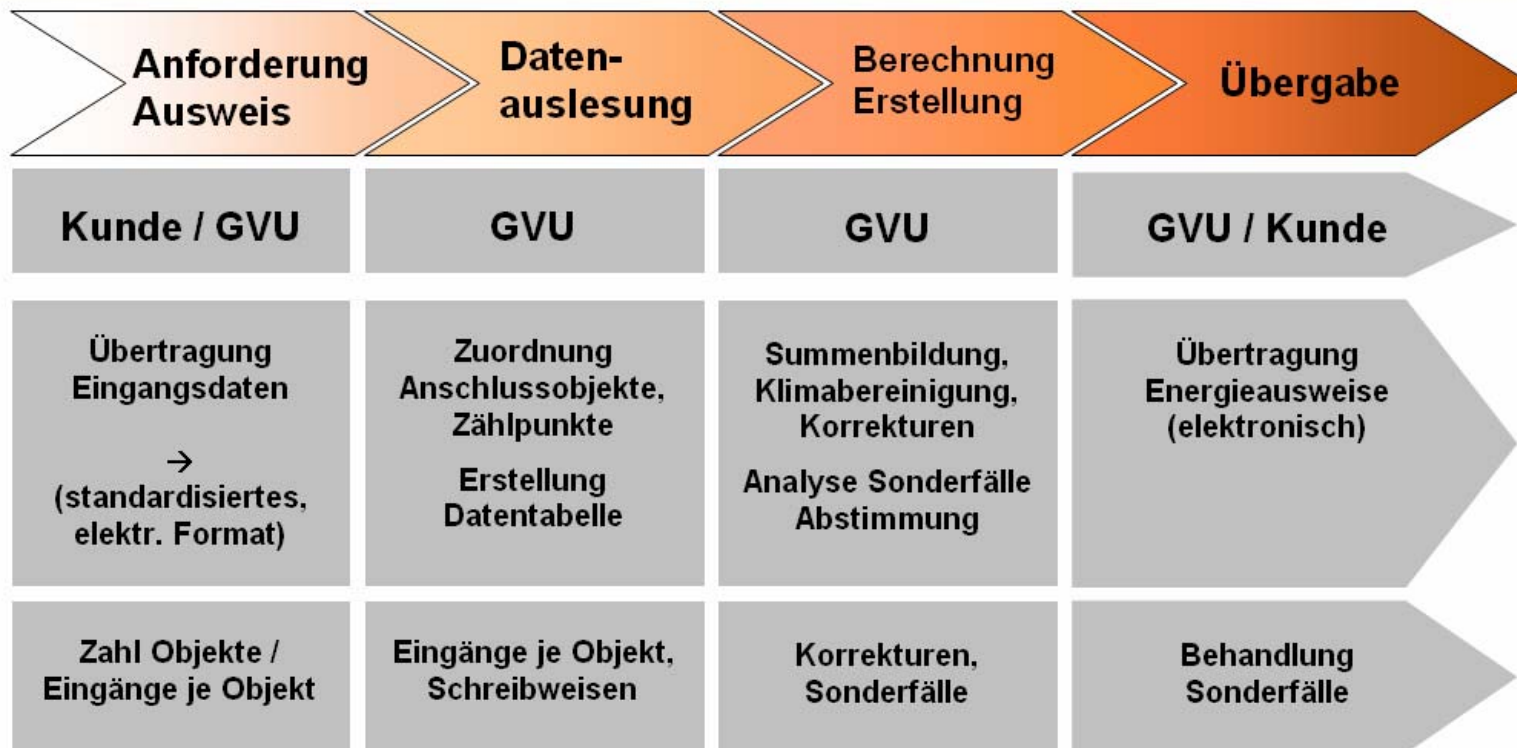 Anforderung
Ausweis
Daten-
auslesung
Berechnung
Erstellung
Übergabe
Kunde / GVU
GVU
GVU
GVU / Kunde
Übertragung
Eingangsdaten
→
(standardisiertes,
elektr. Format)
Zuordnung
Anschlussobjekte,
Zählpunkte
Erstellung
Datentabelle
Summenbildung,
Klimabereinigung,
Korrekturen
Analyse Sonderfälle
Abstimmung
Übertragung
Energieausweise
(elektronisch)
Zahl Objekte /
Eingänge je Objekt
Eingänge je Objekt,
Schreibweisen
Korrekturen,
Sonderfälle
Behandlung
Sonderfälle